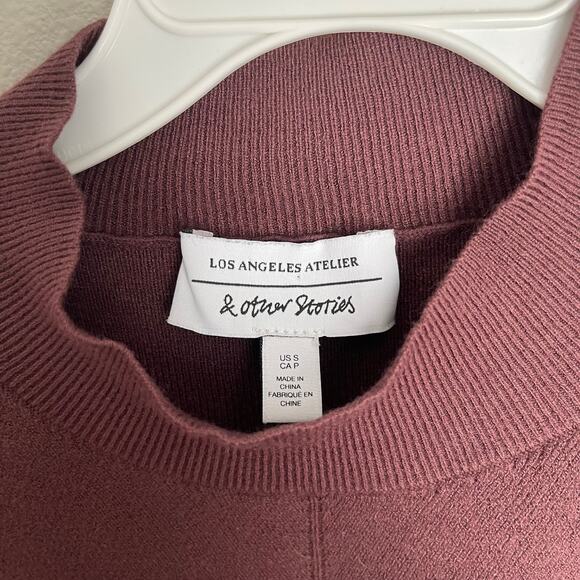 LOS ANGELES ATELIER
& other Stories
US S
CA P
MADE IN
CHINA
FABRIQUÉ EN
CHINE